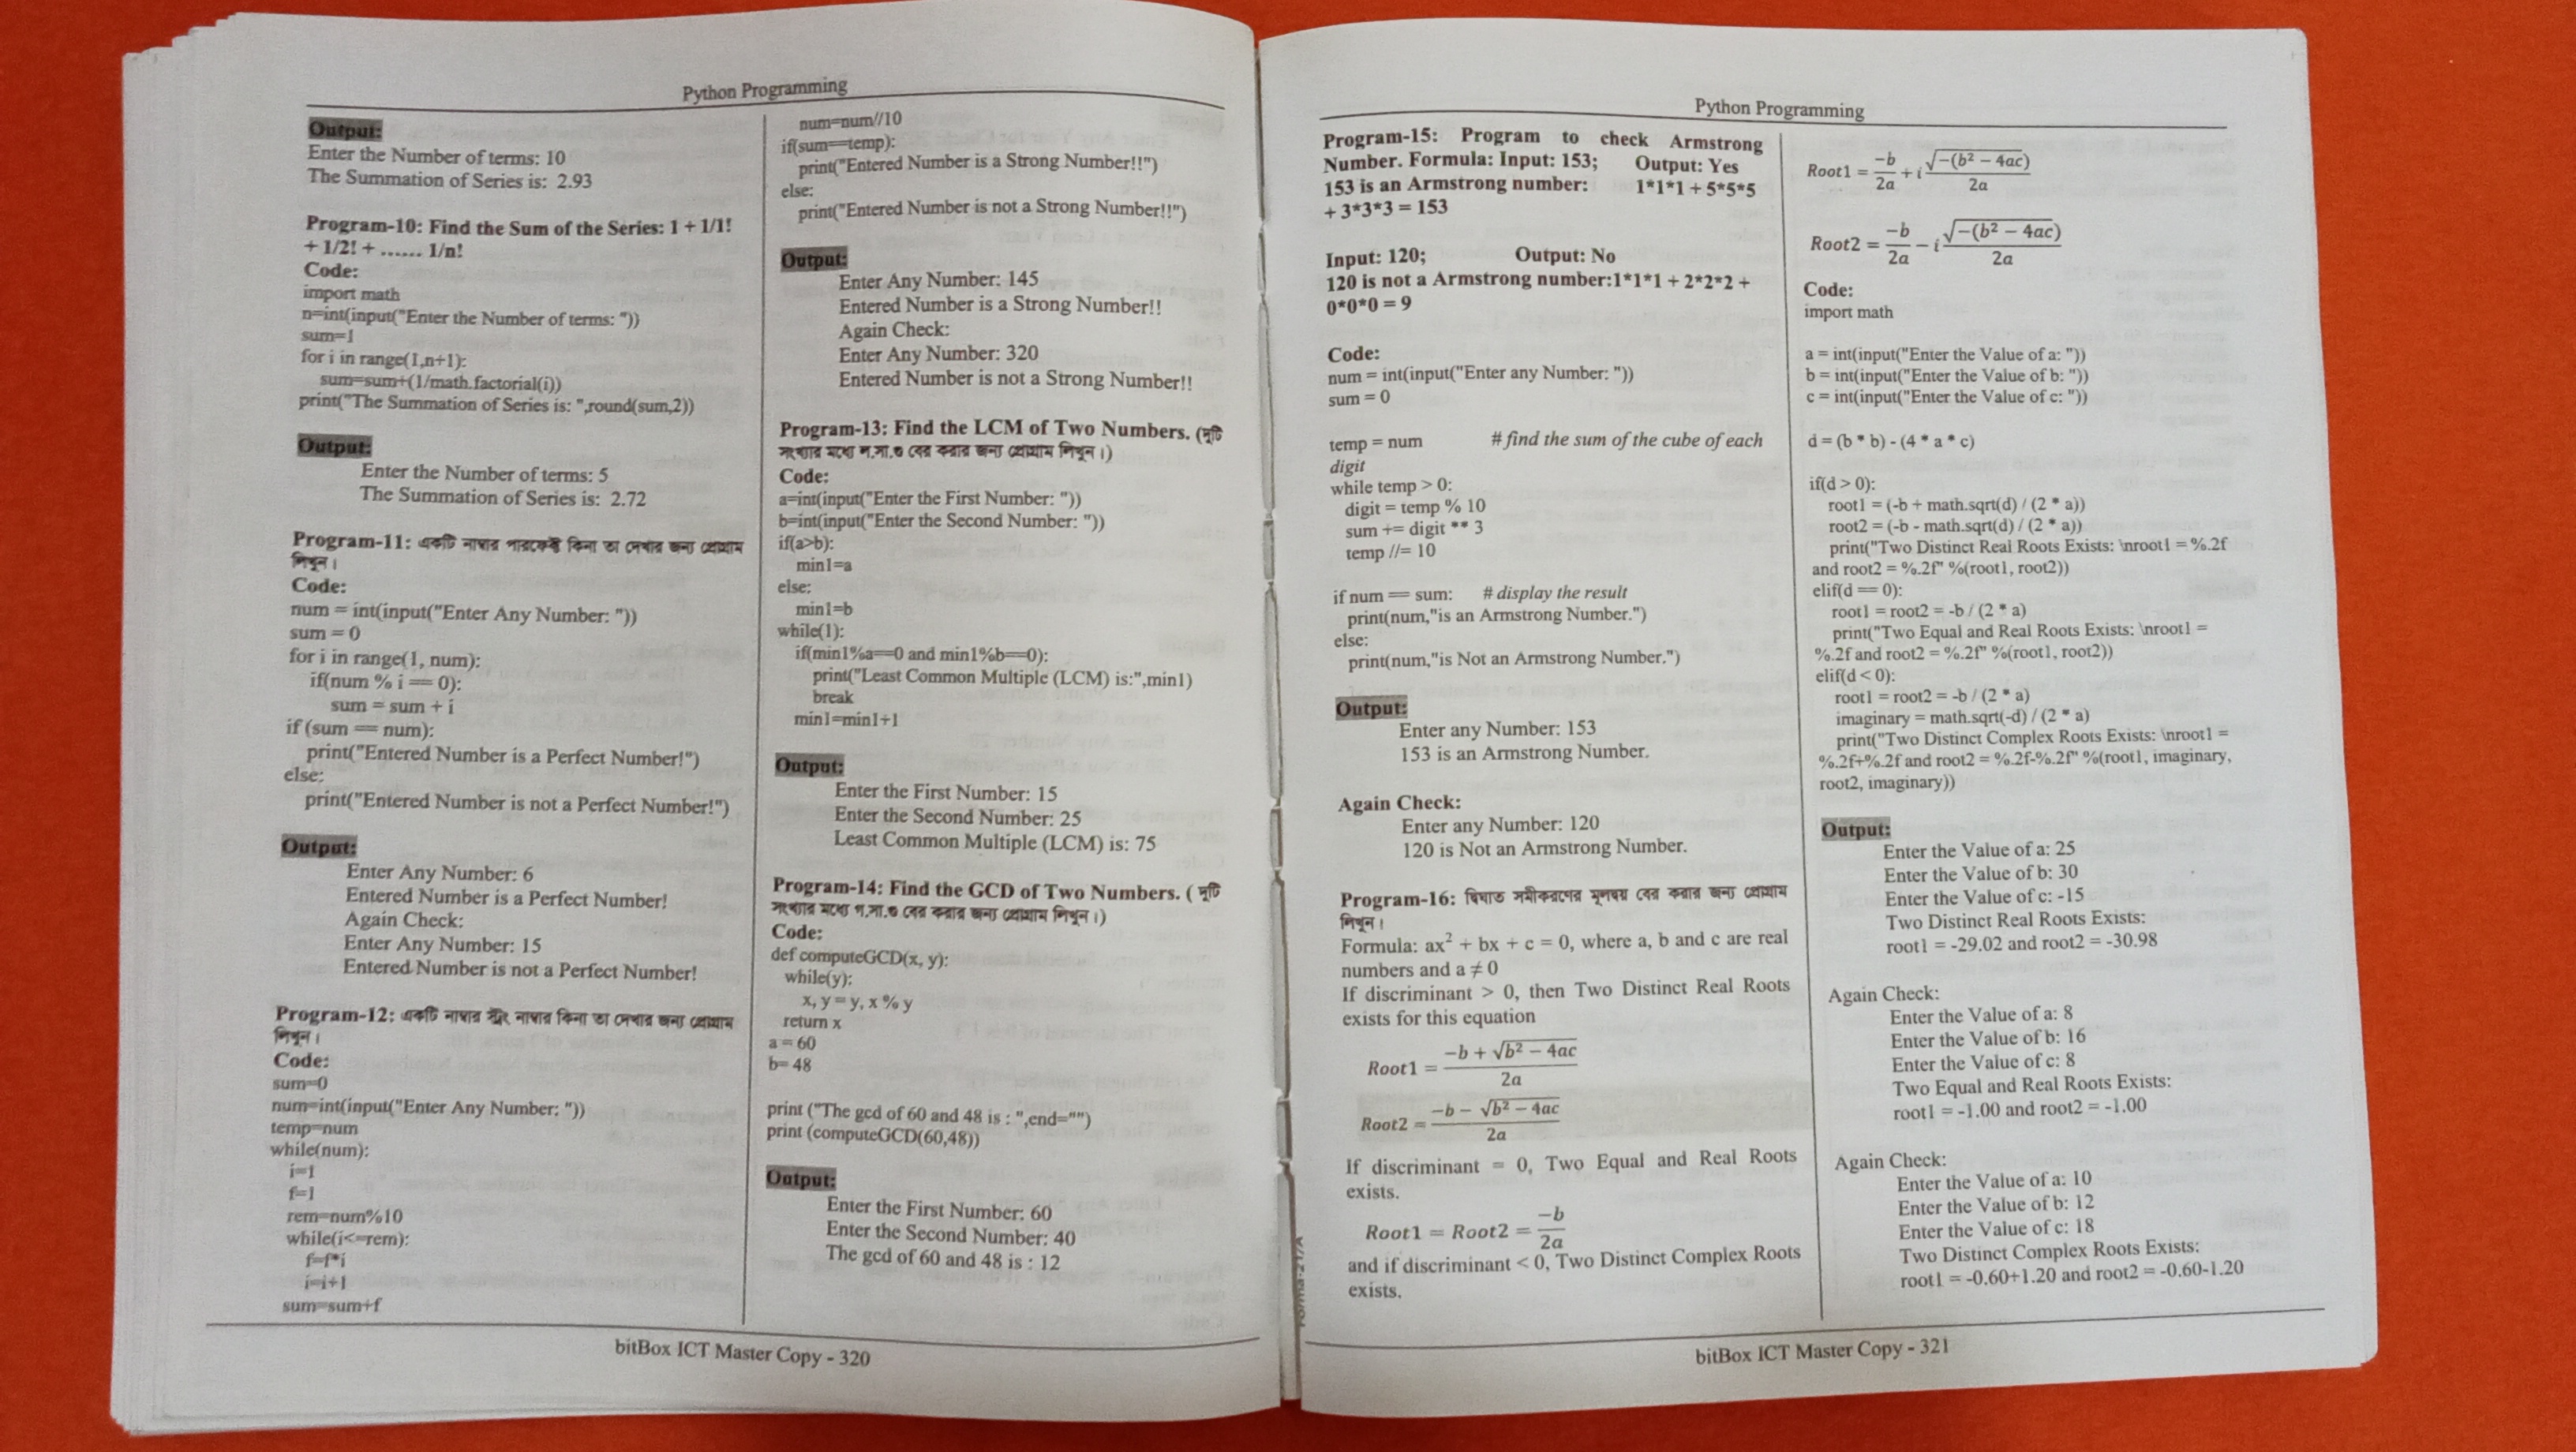 Python Programming
Output:
Enter the Number of terms: 10
The Summation of Series is: 2.93
Program-10: Find the Sum of the Series: 1 + 1/1!
+ 1/2! + ...... 1/n!
Code:
import math
n=int(input("Enter the Number of terms: "))
sum=1
for i in range(1,n+1):
sum=sum+(1/math.factorial(i))
print("The Summation of Series is: ",round(sum,2))
Output:
Enter the Number of terms: 5
The Summation of Series is: 2.72
Program-11: একটি নাম্বার পারফেক্ট কিনা তা দেখার জন্য প্রোগ্রাম
লিখুন।
Code:
num = int(input("Enter Any Number: "))
sum = 0
for i in range(1, num):
if(num % i == 0):
sum = sum + i
if (sum == num):
print("Entered Number is a Perfect Number!")
else:
print("Entered Number is not a Perfect Number!")
Output:
Enter Any Number: 6
Entered Number is a Perfect Number!
Again Check:
Enter Any Number: 15
Entered Number is not a Perfect Number!
Program-12: একটি নাম্বার স্ট্রং নাম্বার কিনা তা দেখার জন্য প্রোগ্রাম
লিখুন।
Code:
sum=0
num=int(input("Enter Any Number: "))
temp=num
while(num):
i=1
f=1
rem=num%10
while(i<=rem):
f=f*i
i=i+1
sum=sum+f
num=num//10
if(sum==temp):
print("Entered Number is a Strong Number!!")
else:
print("Entered Number is not a Strong Number!!")
Output:
Enter Any Number: 145
Entered Number is a Strong Number!!
Again Check:
Enter Any Number: 320
Entered Number is not a Strong Number!!
Program-13: Find the LCM of Two Numbers. (দুটি
সংখ্যার মধ্যে ল.সা.গু বের করার জন্য প্রোগ্রাম লিখুন।)
Code:
a=int(input("Enter the First Number: "))
b=int(input("Enter the Second Number: "))
if(a>b):
min1=a
else:
min1=b
while(1):
if(min1%a==0 and min1%b==0):
print("Least Common Multiple (LCM) is:",min1)
break
min1=min1+1
Output:
Enter the First Number: 15
Enter the Second Number: 25
Least Common Multiple (LCM) is: 75
Program-14: Find the GCD of Two Numbers. ( দুটি
সংখ্যার মধ্যে গ.সা.গু বের করার জন্য প্রোগ্রাম লিখুন।)
Code:
def computeGCD(x, y):
while(y):
x, y = y, x % y
return x
a = 60
b= 48
print ("The gcd of 60 and 48 is : ",end="")
print (computeGCD(60,48))
Output:
Enter the First Number: 60
Enter the Second Number: 40
The gcd of 60 and 48 is : 12
bitBox ICT Master Copy - 320
Python Programming
Program-15: Program to check Armstrong
Number. Formula: Input: 153; Output: Yes
153 is an Armstrong number: 1*1*1 + 5*5*5
+ 3*3*3 = 153
Input: 120; Output: No
120 is not a Armstrong number:1*1*1 + 2*2*2 +
0*0*0 = 9
Code:
num = int(input("Enter any Number: "))
sum = 0
temp = num # find the sum of the cube of each
digit
while temp > 0:
digit = temp % 10
sum += digit ** 3
temp //= 10
if num == sum: # display the result
print(num,"is an Armstrong Number.")
else:
print(num,"is Not an Armstrong Number.")
Output:
Enter any Number: 153
153 is an Armstrong Number.
Again Check:
Enter any Number: 120
120 is Not an Armstrong Number.
Program-16: দ্বিঘাত সমীকরণের মূলদ্বয় বের করার জন্য প্রোগ্রাম
লিখুন।
Formula: ax² + bx + c = 0, where a, b and c are real
numbers and a ≠ 0
If discriminant > 0, then Two Distinct Real Roots
exists for this equation
Root1 = (-b + √(b² − 4ac)) / 2a
Root2 = (-b − √(b² − 4ac)) / 2a
If discriminant = 0, Two Equal and Real Roots
exists.
Root1 = Root2 = -b / 2a
and if discriminant < 0, Two Distinct Complex Roots
exists.
Root1 = -b / 2a + i √(−(b² − 4ac)) / 2a
Root2 = -b / 2a − i √(−(b² − 4ac)) / 2a
Code:
import math
a = int(input("Enter the Value of a: "))
b = int(input("Enter the Value of b: "))
c = int(input("Enter the Value of c: "))
d = (b * b) - (4 * a * c)
if(d > 0):
root1 = (-b + math.sqrt(d) / (2 * a))
root2 = (-b - math.sqrt(d) / (2 * a))
print("Two Distinct Real Roots Exists: \nroot1 = %.2f
and root2 = %.2f" %(root1, root2))
elif(d == 0):
root1 = root2 = -b / (2 * a)
print("Two Equal and Real Roots Exists: \nroot1 =
%.2f and root2 = %.2f" %(root1, root2))
elif(d < 0):
root1 = root2 = -b / (2 * a)
imaginary = math.sqrt(-d) / (2 * a)
print("Two Distinct Complex Roots Exists: \nroot1 =
%.2f+%.2f and root2 = %.2f-%.2f" %(root1, imaginary,
root2, imaginary))
Output:
Enter the Value of a: 25
Enter the Value of b: 30
Enter the Value of c: -15
Two Distinct Real Roots Exists:
root1 = -29.02 and root2 = -30.98
Again Check:
Enter the Value of a: 8
Enter the Value of b: 16
Enter the Value of c: 8
Two Equal and Real Roots Exists:
root1 = -1.00 and root2 = -1.00
Again Check:
Enter the Value of a: 10
Enter the Value of b: 12
Enter the Value of c: 18
Two Distinct Complex Roots Exists:
root1 = -0.60+1.20 and root2 = -0.60-1.20
bitBox ICT Master Copy - 321